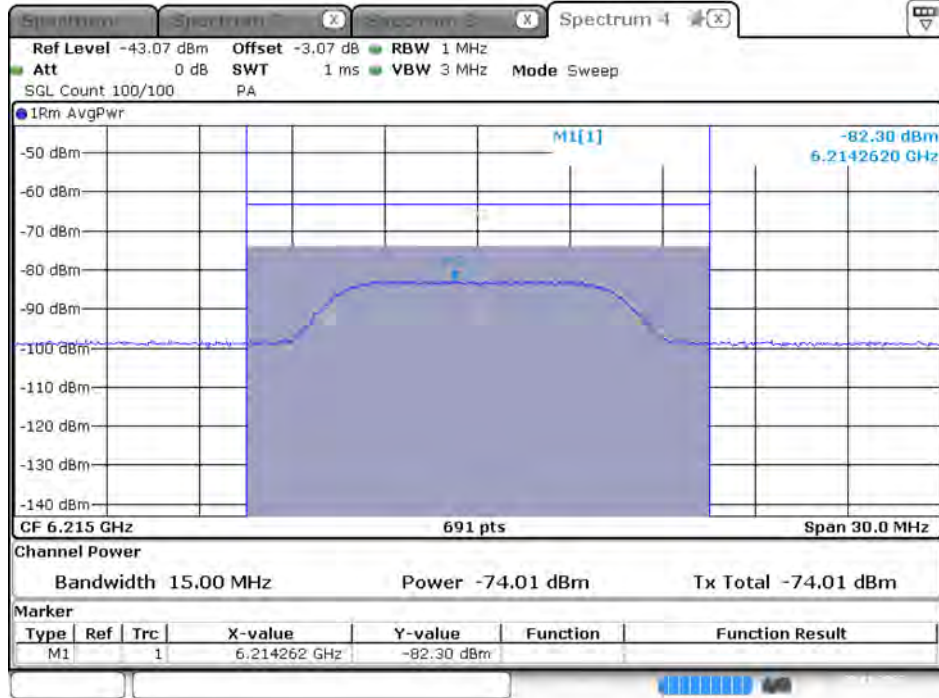 Spectrum 4
Ref Level -43.07 dBm Offset -3.07 dB RBW 1 MHz
Att 0 dB SWT 1 ms VBW 3 MHz Mode Sweep
SGL Count 100/100 PA
1Rm AvgPwr
M1[1] -82.30 dBm
6.2142620 GHz
-50 dBm
-60 dBm
-70 dBm
-80 dBm
-90 dBm
-100 dBm
-110 dBm
-120 dBm
-130 dBm
-140 dBm
CF 6.215 GHz 691 pts Span 30.0 MHz
Channel Power
Bandwidth 15.00 MHz Power -74.01 dBm Tx Total -74.01 dBm
Marker
Type Ref Trc X-value Y-value Function Function Result
M1 1 6.214262 GHz -82.30 dBm